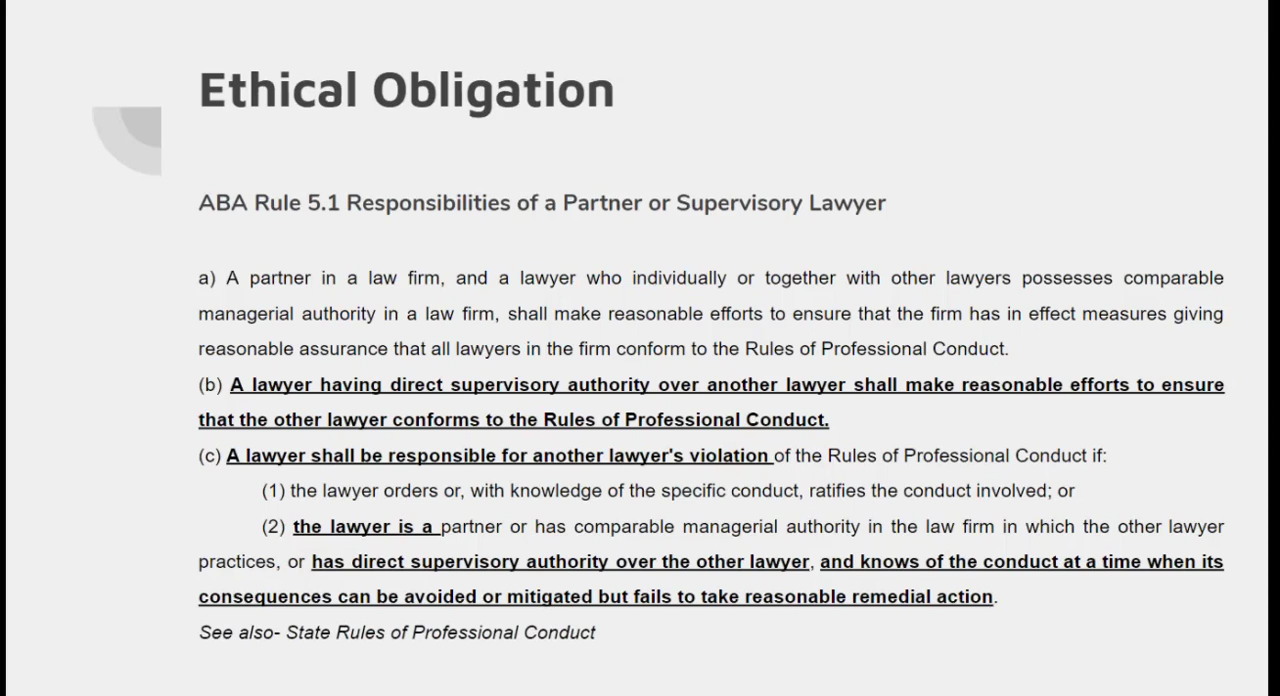 Ethical Obligation
ABA Rule 5.1 Responsibilities of a Partner or Supervisory Lawyer
a) A partner in a law firm, and a lawyer who individually or together with other lawyers possesses comparable
managerial authority in a law firm, shall make reasonable efforts to ensure that the firm has in effect measures giving
reasonable assurance that all lawyers in the firm conform to the Rules of Professional Conduct.
(b) A lawyer having direct supervisory authority over another lawyer shall make reasonable efforts to ensure
that the other lawyer conforms to the Rules of Professional Conduct.
(c) A lawyer shall be responsible for another lawyer's violation of the Rules of Professional Conduct if:
(1) the lawyer orders or, with knowledge of the specific conduct, ratifies the conduct involved; or
(2) the lawyer is a partner or has comparable managerial authority in the law firm in which the other lawyer
practices, or has direct supervisory authority over the other lawyer, and knows of the conduct at a time when its
consequences can be avoided or mitigated but fails to take reasonable remedial action.
See also- State Rules of Professional Conduct